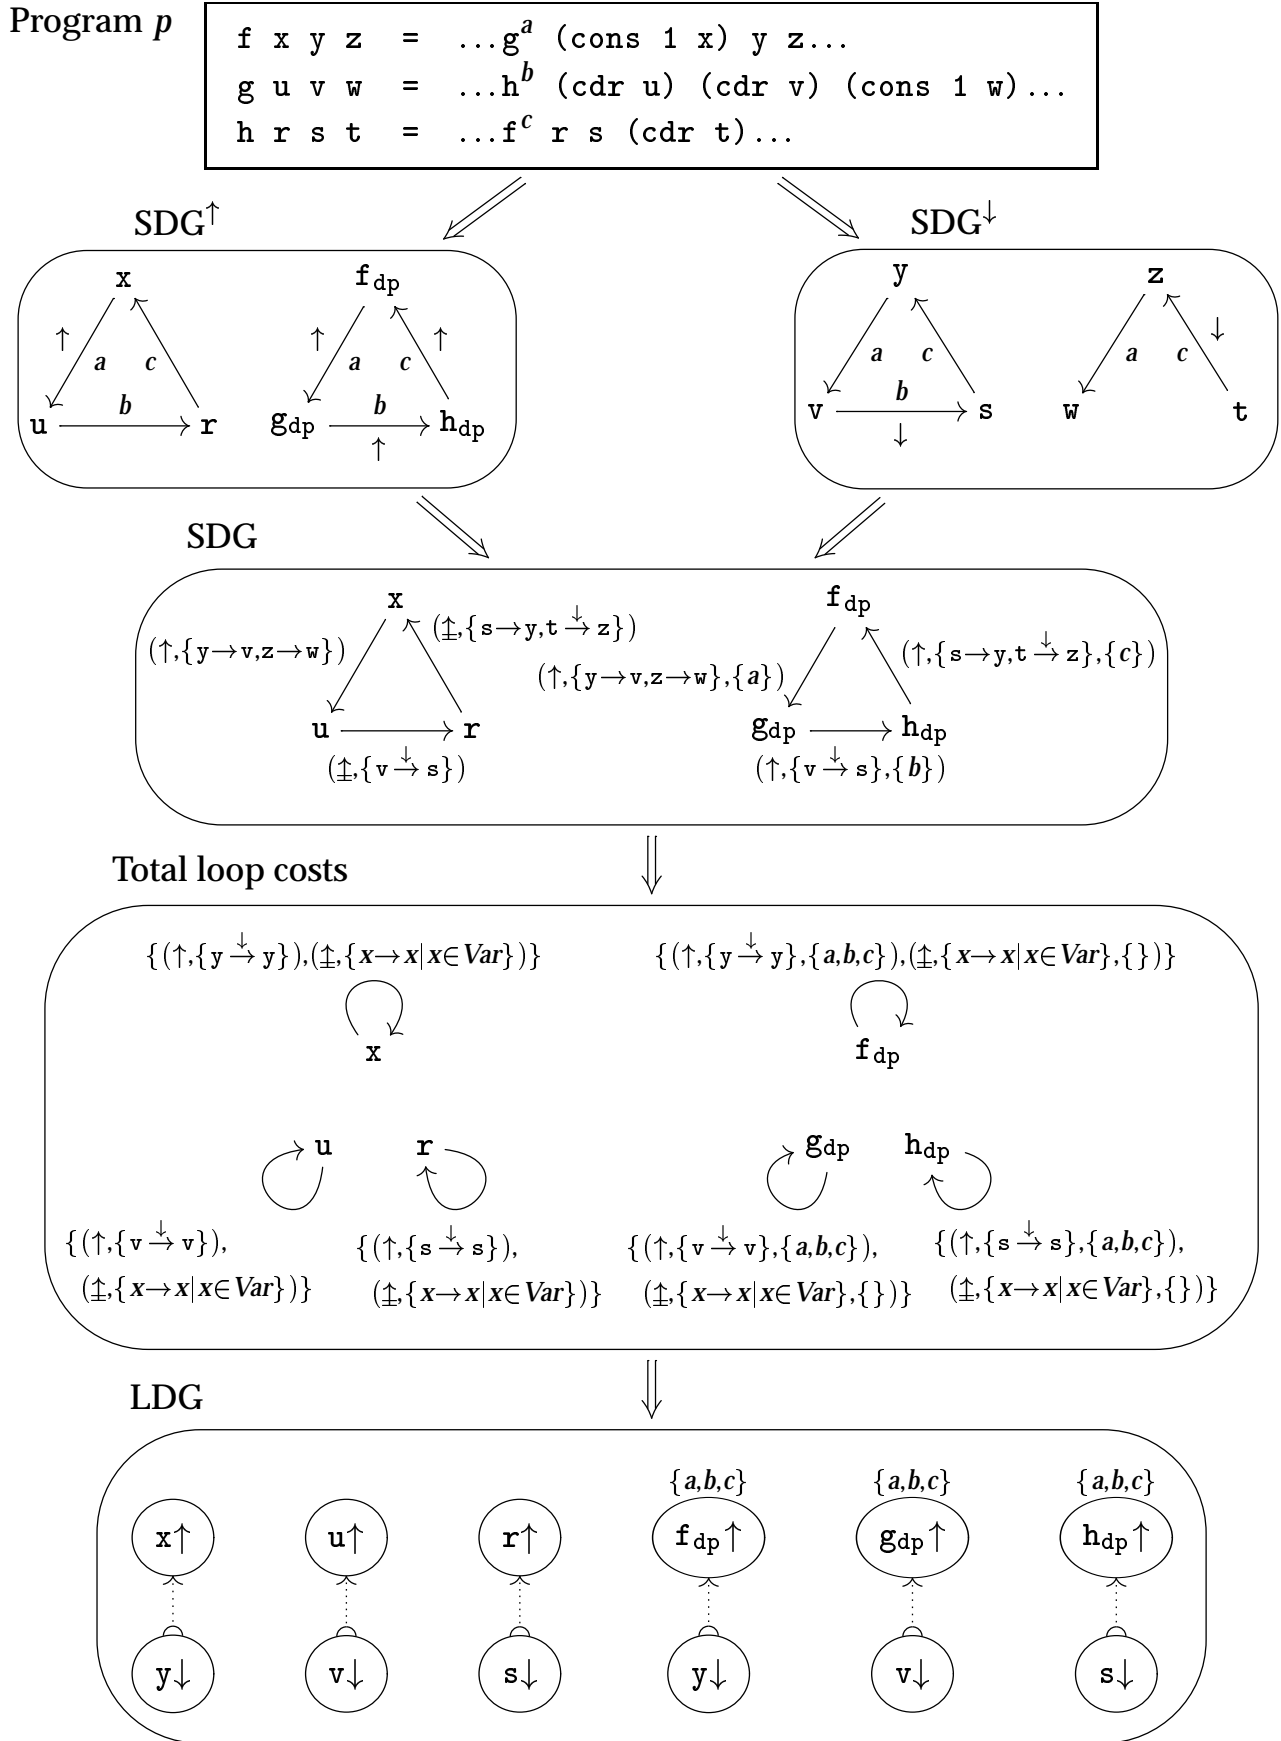 Program p
f x y z = ...g^a (cons 1 x) y z...
g u v w = ...h^b (cdr u) (cdr v) (cons 1 w)...
h r s t = ...f^c r s (cdr t)...
SDG↑ SDG↓
x f_dp y z
↑ ↑ ↑ ↓
a c a c a c a c
b b b
u r g_dp h_dp v s w t
↑ ↓
SDG
x f_dp
(↑,{y→v,z→w}) (↥,{s→y,t↓→z}) (↑,{y→v,z→w},{a}) (↑,{s→y,t↓→z},{c})
u r g_dp h_dp
(↥,{v↓→s}) (↑,{v↓→s},{b})
Total loop costs
{(↑,{y↓→y}),(↥,{x→x|x∈Var})} {(↑,{y↓→y},{a,b,c}),(↥,{x→x|x∈Var},{})}
x f_dp
u r g_dp h_dp
{(↑,{v↓→v}), {(↑,{s↓→s}), {(↑,{v↓→v},{a,b,c}), {(↑,{s↓→s},{a,b,c}),
(↥,{x→x|x∈Var})} (↥,{x→x|x∈Var})} (↥,{x→x|x∈Var},{})} (↥,{x→x|x∈Var},{})}
LDG
{a,b,c} {a,b,c} {a,b,c}
x↑ u↑ r↑ f_dp↑ g_dp↑ h_dp↑
y↓ v↓ s↓ y↓ v↓ s↓